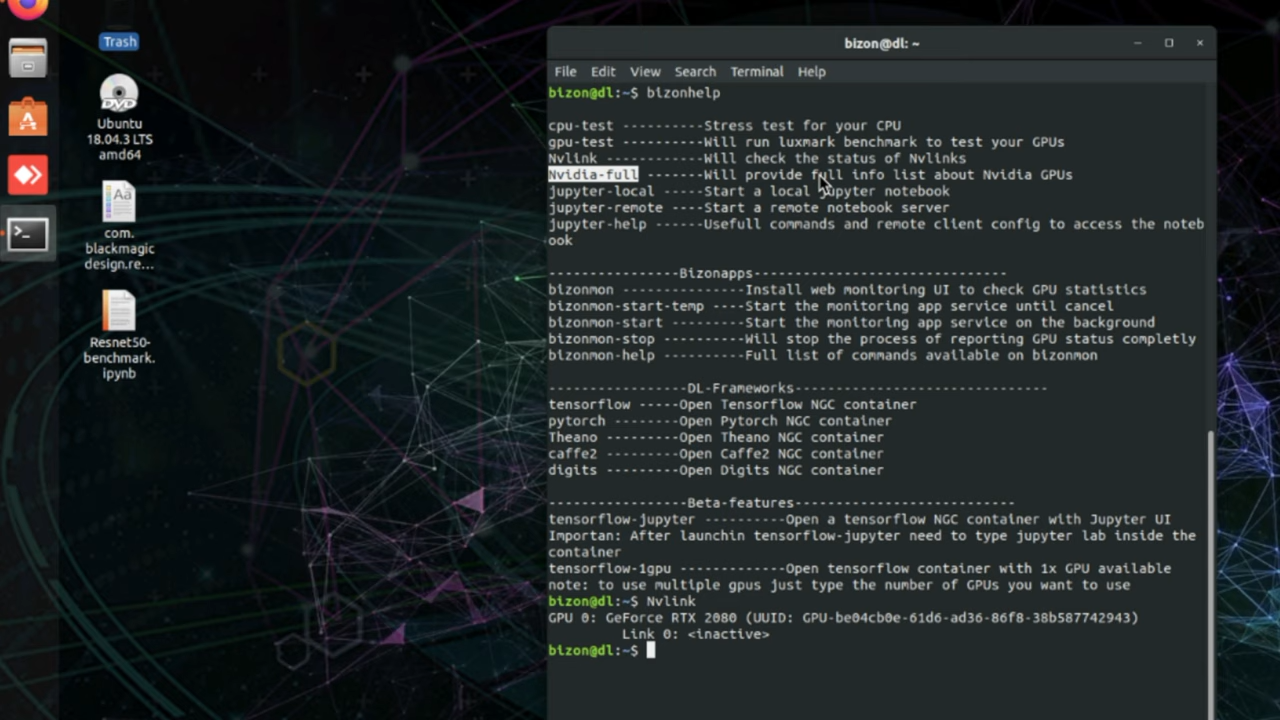 Trash
Ubuntu
18.04.3 LTS
amd64
com.
blackmagic
design.re...
Resnet50-
benchmark.
ipynb
bizon@dl: ~
File Edit View Search Terminal Help
bizon@dl:~$ bizonhelp
cpu-test ----------Stress test for your CPU
gpu-test ----------Will run luxmark benchmark to test your GPUs
Nvlink ------------Will check the status of Nvlinks
Nvidia-full -------Will provide full info list about Nvidia GPUs
jupyter-local -----Start a local jupyter notebook
jupyter-remote ----Start a remote notebook server
jupyter-help ------Usefull commands and remote client config to access the noteb
ook
----------------Bizonapps-------------------------------
bizonmon ---------------Install web monitoring UI to check GPU statistics
bizonmon-start-temp ----Start the monitoring app service until cancel
bizonmon-start ---------Start the monitoring app service on the background
bizonmon-stop ----------Will stop the process of reporting GPU status completly
bizonmon-help ----------Full list of commands available on bizonmon
-----------------DL-Frameworks-------------------------------
tensorflow -----Open Tensorflow NGC container
pytorch --------Open Pytorch NGC container
Theano ---------Open Theano NGC container
caffe2 ---------Open Caffe2 NGC container
digits ---------Open Digits NGC container
-----------------Beta-features---------------------------
tensorflow-jupyter ----------Open a tensorflow NGC container with Jupyter UI
Importan: After launchin tensorflow-jupyter need to type jupyter lab inside the
container
tensorflow-1gpu -------------Open tensorflow container with 1x GPU available
note: to use multiple gpus just type the number of GPUs you want to use
bizon@dl:~$ Nvlink
GPU 0: GeForce RTX 2080 (UUID: GPU-be04cb0e-61d6-ad36-86f8-38b587742943)
Link 0: <inactive>
bizon@dl:~$